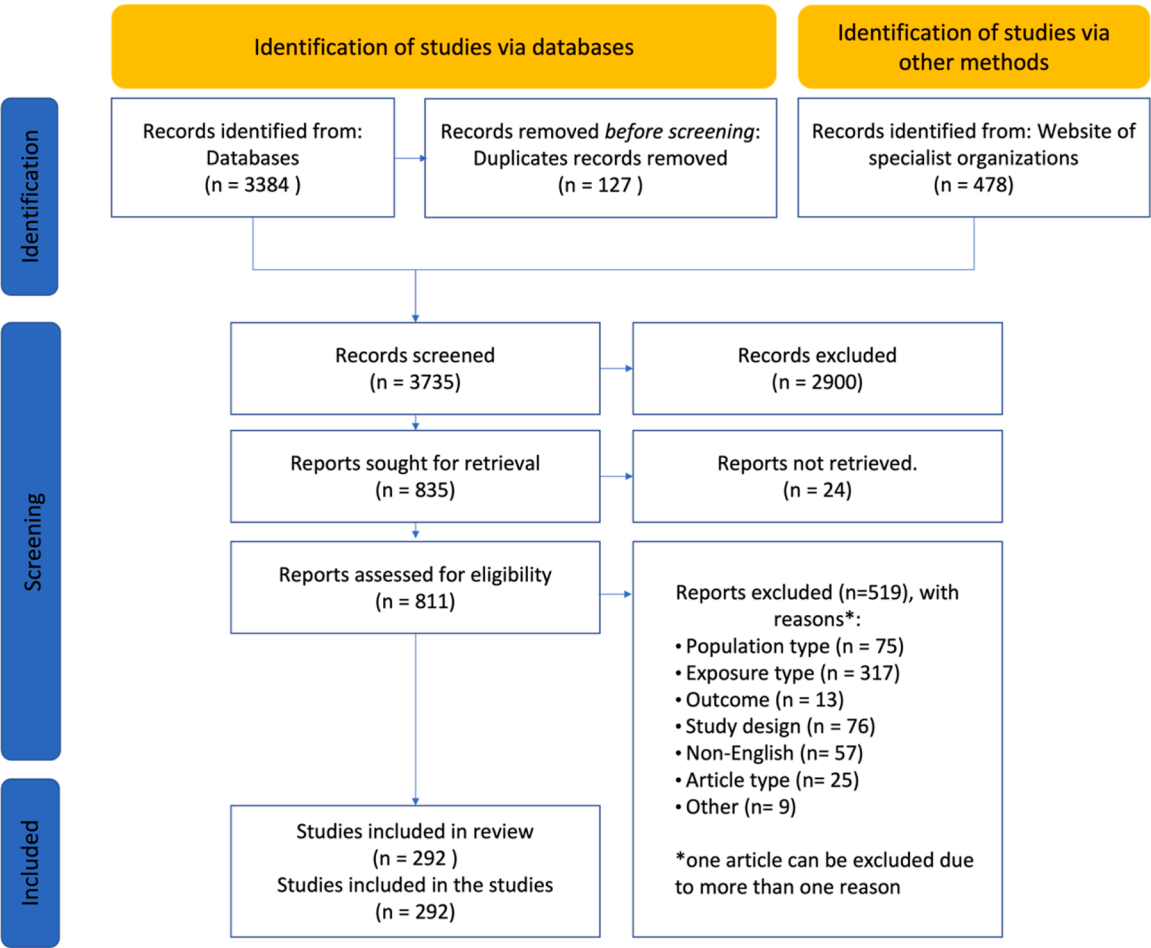 Identification of studies via databases
Identification of studies via
other methods
Identification
Records identified from:
Databases
(n = 3384 )
Records removed before screening:
Duplicates records removed
(n = 127 )
Records identified from: Website of
specialist organizations
(n = 478)
Screening
Records screened
(n = 3735)
Records excluded
(n = 2900)
Reports sought for retrieval
(n = 835)
Reports not retrieved.
(n = 24)
Reports assessed for eligibility
(n = 811)
Reports excluded (n=519), with
reasons*:
• Population type (n = 75)
• Exposure type (n = 317)
• Outcome (n = 13)
• Study design (n = 76)
• Non-English (n= 57)
• Article type (n= 25)
• Other (n= 9)
*one article can be excluded due
to more than one reason
Included
Studies included in review
(n = 292 )
Studies included in the studies
(n = 292)